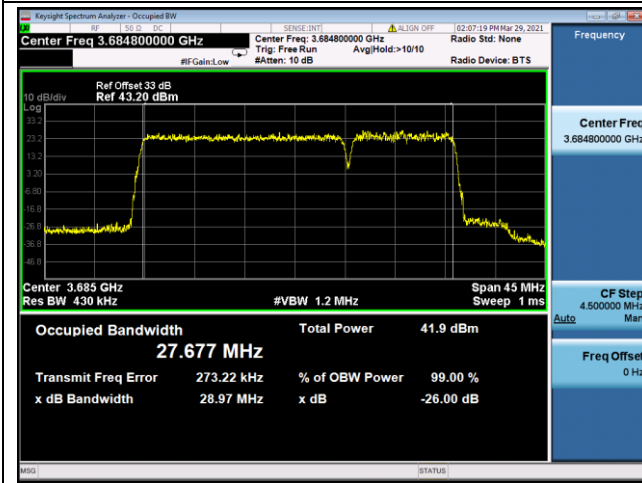 Keysight Spectrum Analyzer - Occupied BW
RF 50 Ω DC SENSE:INT ALIGN OFF 02:07:19 PM Mar 29, 2021
Center Freq 3.684800000 GHz Center Freq: 3.684800000 GHz Radio Std: None
Trig: Free Run Avg|Hold:>10/10
#IFGain:Low #Atten: 10 dB Radio Device: BTS
Frequency
Ref Offset 33 dB
10 dB/div Ref 43.20 dBm
Log
33.2
23.2
13.2
3.20
-6.80
-16.8
-26.8
-36.8
-46.8
Center 3.685 GHz Span 45 MHz
Res BW 430 kHz #VBW 1.2 MHz Sweep 1 ms
Occupied Bandwidth Total Power 41.9 dBm
27.677 MHz
Transmit Freq Error 273.22 kHz % of OBW Power 99.00 %
x dB Bandwidth 28.97 MHz x dB -26.00 dB
Center Freq
3.684800000 GHz
CF Step
4.500000 MHz
Auto Man
Freq Offset
0 Hz
MSG STATUS